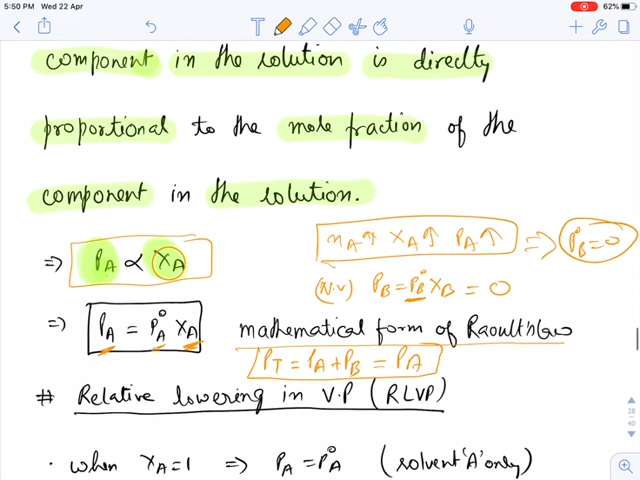 5:50 PM Wed 22 Apr
62%
component in the solution is directly
proportional to the mole fraction of the
component in the solution.
⇒ PA ∝ XA
nA↑ XA↑ PA↑ ⇒ P°B=0
(N.V) PB = P°B XB = 0
⇒ PA = P°A XA mathematical form of Raoult's law
PT = PA + PB = PA
# Relative lowering in V.P (RLVP)
28
40
· when XA=1 ⇒ PA = P°A (solvent 'A' only)